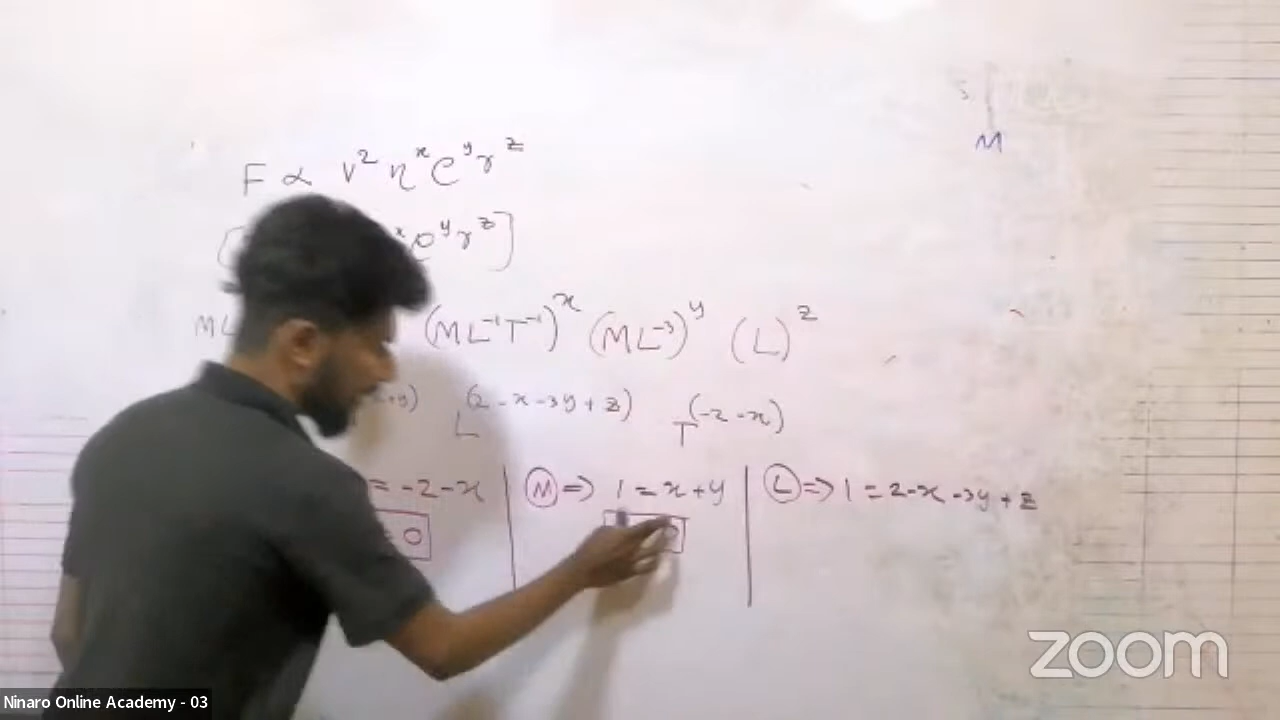 F ∝ v² η^x ρ^y r^z
ρ^y r^z]
ML (ML⁻¹T⁻¹)^x (ML⁻³)^y (L)^z
+y) L^(2-x-3y+z) T^(-2-x)
= -2-x | Ⓜ => 1 = x+y | Ⓛ => 1 = 2-x-3y+z
= 0
M
zoom
Ninaro Online Academy - 03